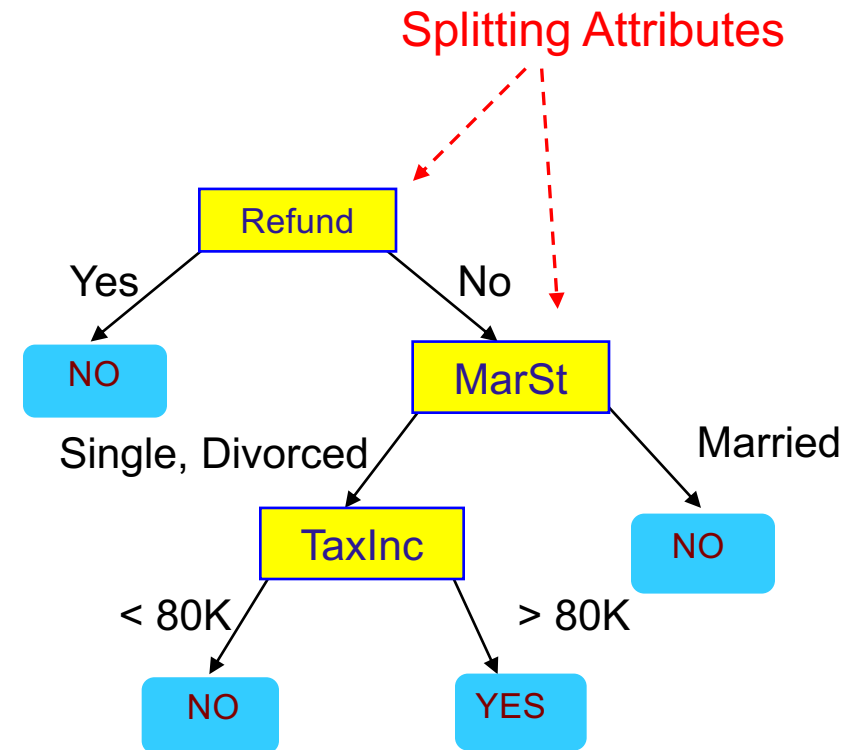 Splitting Attributes
Refund
Yes
No
NO
MarSt
Single, Divorced
Married
TaxInc
NO
< 80K
> 80K
NO
YES